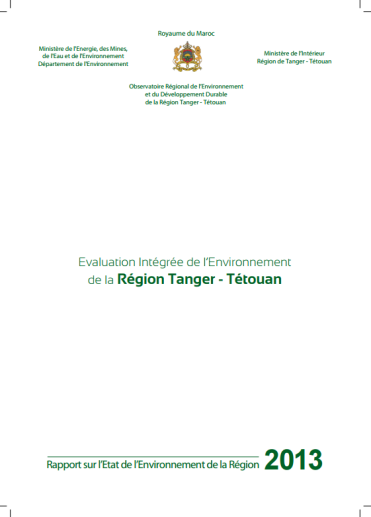 Royaume du Maroc
Ministère de l'Energie, des Mines,
de l'Eau et de l'Environnement
Département de l'Environnement
Ministère de l'Intérieur
Région de Tanger - Tétouan
Observatoire Régional de l'Environnement
et du Développement Durable
de la Région Tanger - Tétouan
Evaluation Intégrée de l'Environnement
de la Région Tanger - Tétouan
Rapport sur l'Etat de l'Environnement de la Région 2013